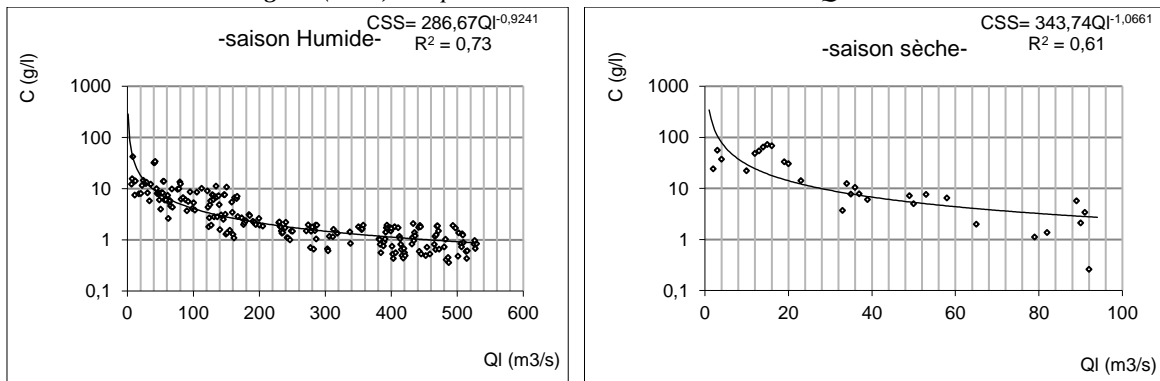 CSS= 286,67Ql-0,9241
R2 = 0,73
-saison Humide-
C (g/l)
1000
100
10
1
0,1
0 100 200 300 400 500 600
Ql (m3/s)
CSS= 343,74Ql-1,0661
R2 = 0,61
-saison sèche-
C (g/l)
1000
100
10
1
0,1
0 20 40 60 80 100
Ql (m3/s)